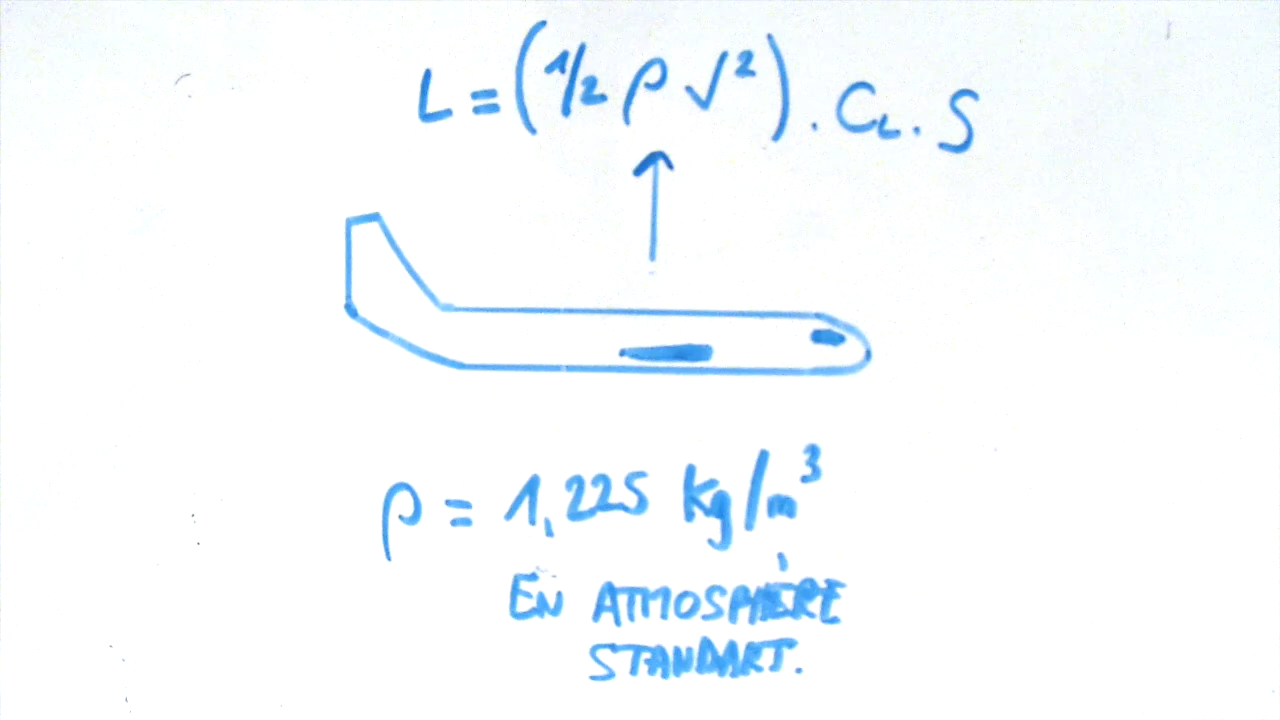 L = (1/2 ρ V²) . CL . S
ρ = 1,225 kg/m³
EN ATMOSPHÈRE
STANDART.